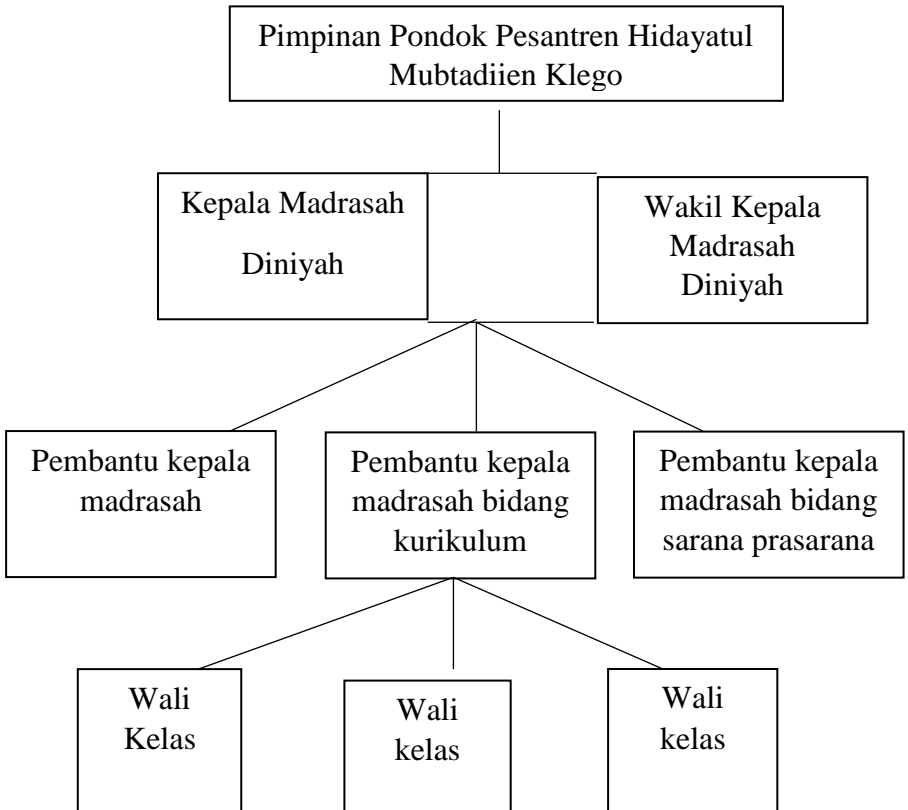 Pimpinan Pondok Pesantren Hidayatul
Mubtadiien Klego
Kepala Madrasah
Diniyah
Wakil Kepala
Madrasah
Diniyah
Pembantu kepala
madrasah
Pembantu kepala
madrasah bidang
kurikulum
Pembantu kepala
madrasah bidang
sarana prasarana
Wali
Kelas
Wali
kelas
Wali
kelas